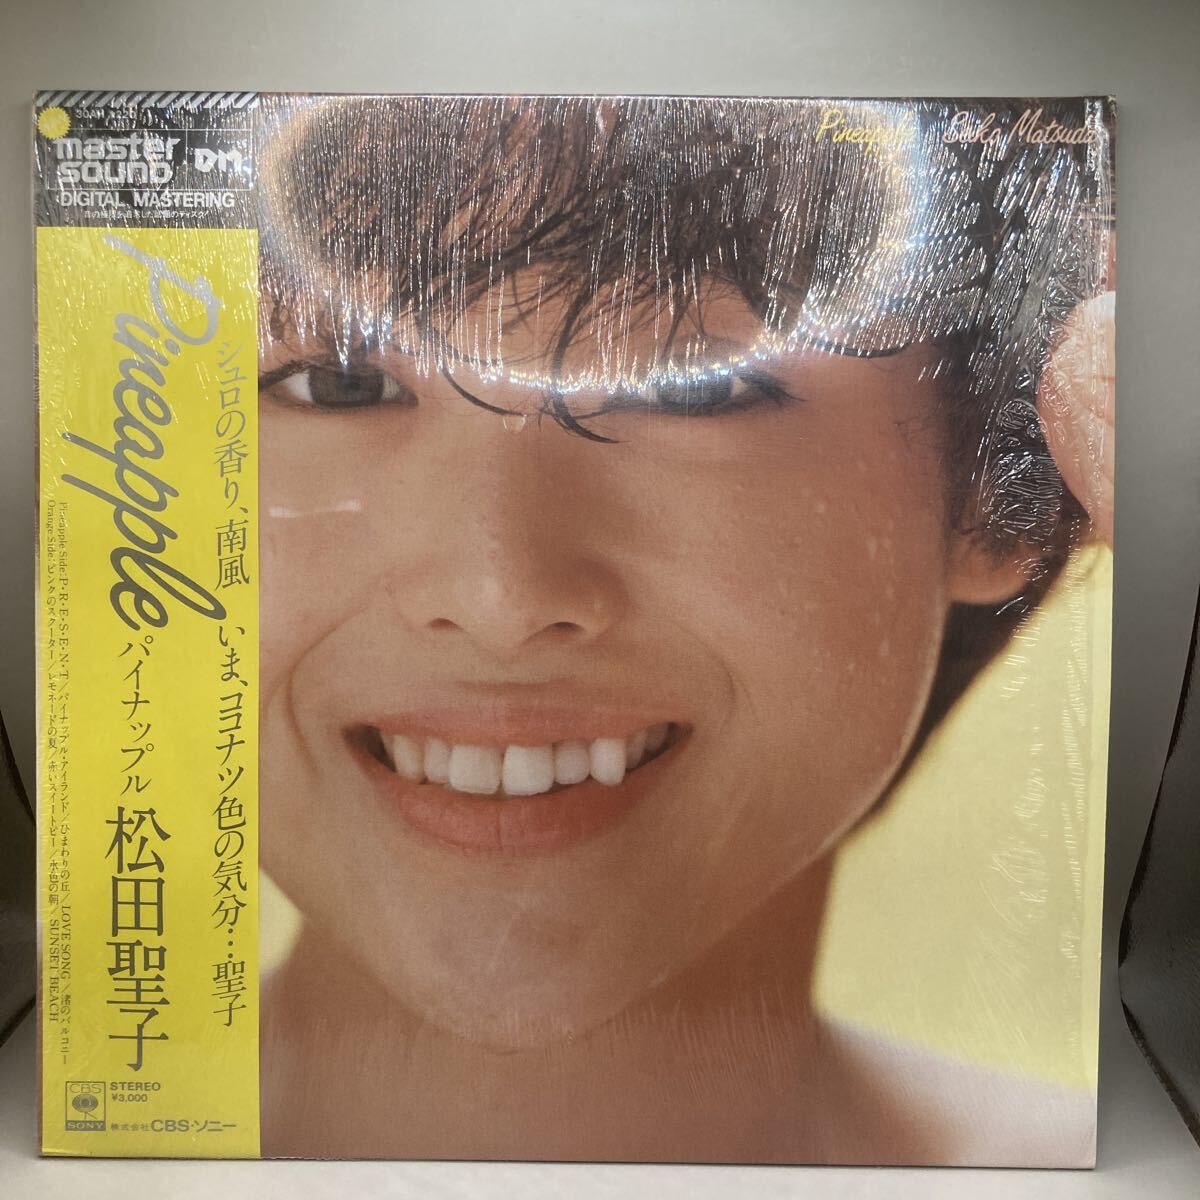 master
sound
DM
DIGITAL MASTERING
Pineapple Seiko Matsuda
Pineapple
シュロの香り、南風
いま、ココナツ色の気分…聖子
パイナップル
松田聖子
Pineapple Side:P・R・E・S・E・N・T/パイナップル・アイランド/ひまわりの丘/LOVE SONG/渚のバルコニー
Orange Side:ピンクのスクーター/レモネードの夏/赤いスイートピー/水色の朝/SUNSET BEACH
CBS
SONY
STEREO
¥3,000
株式会社CBS・ソニー